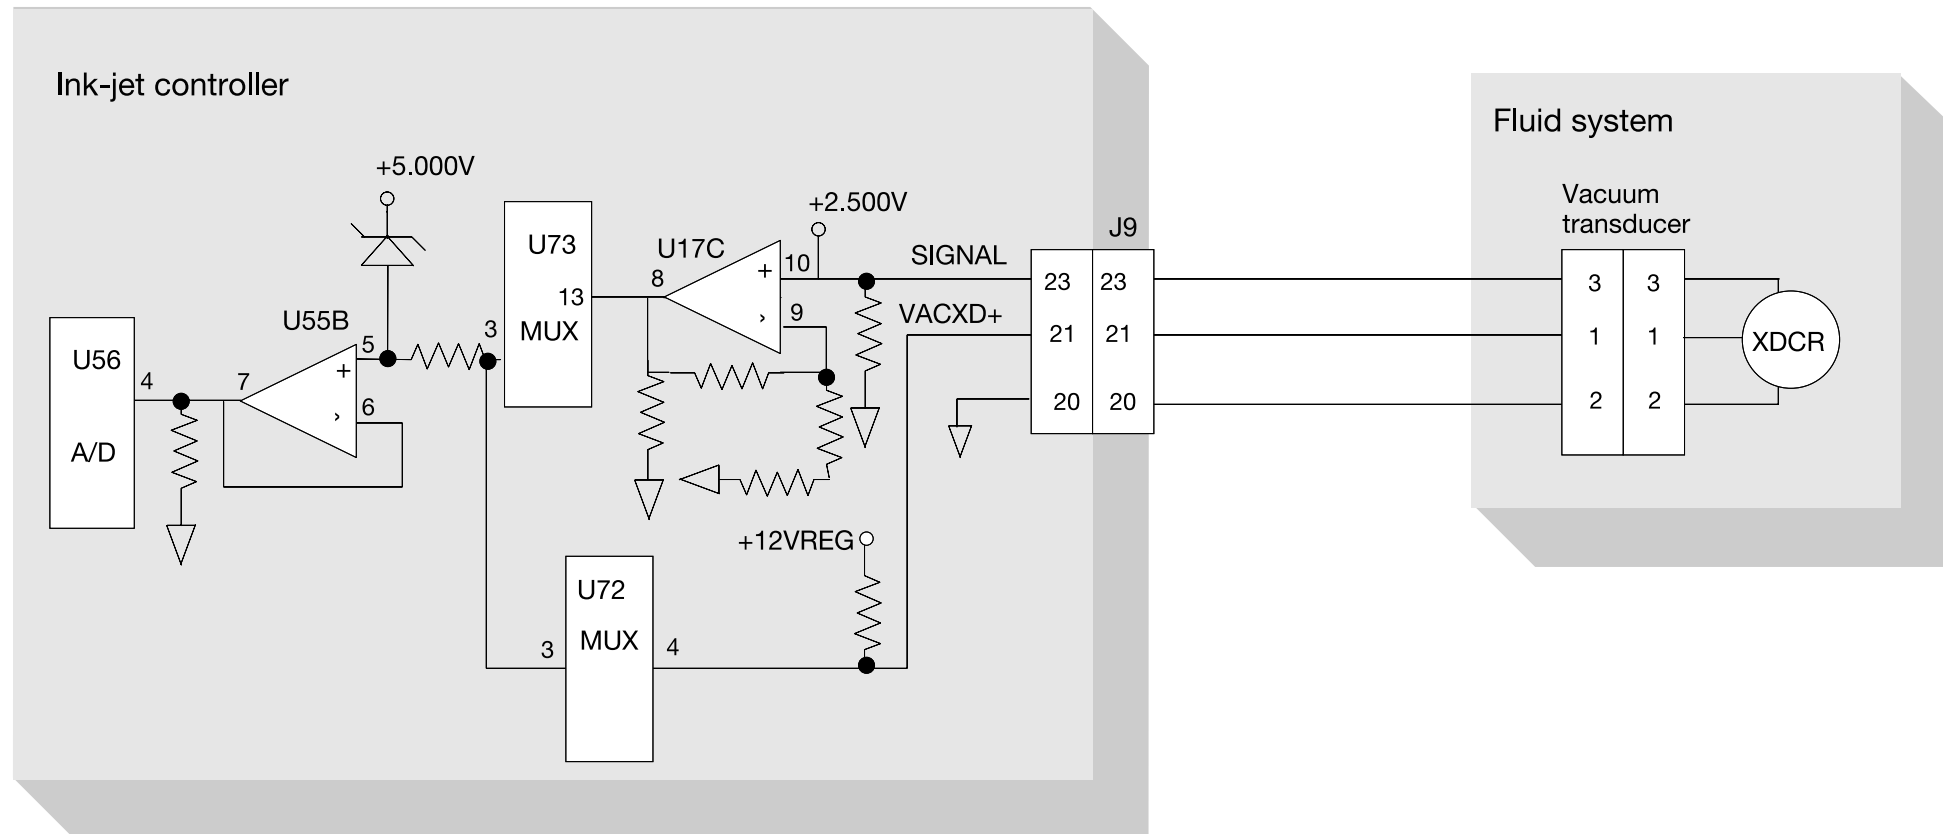 Ink-jet controller
Fluid system
+5.000V
Vacuum
transducer
+2.500V
J9
U73
U17C
10
SIGNAL
8
+
13
23 23
3 3
9
VACXD+
›
U55B
3
MUX
21 21
1 1
XDCR
5
U56
+
4
7
6
›
20 20
2 2
A/D
+12VREG
U72
MUX
3
4